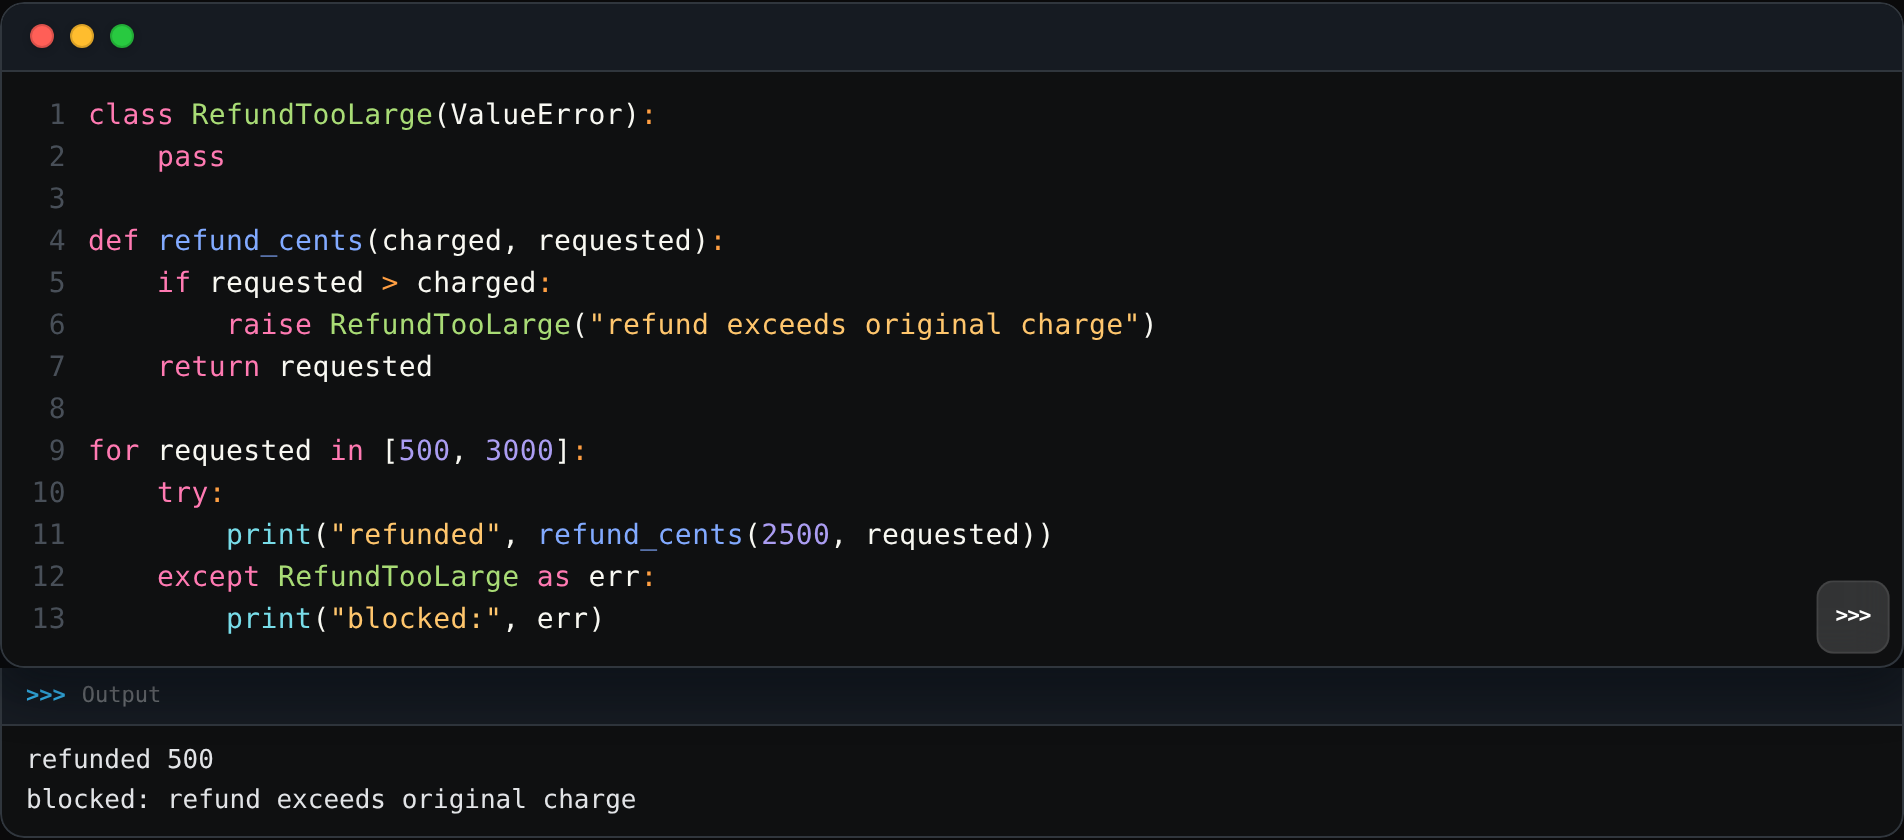 1 class RefundTooLarge(ValueError):
2     pass
3
4 def refund_cents(charged, requested):
5     if requested > charged:
6         raise RefundTooLarge("refund exceeds original charge")
7     return requested
8
9 for requested in [500, 3000]:
10     try:
11         print("refunded", refund_cents(2500, requested))
12     except RefundTooLarge as err:
13         print("blocked:", err)
>>>
>>> Output
refunded 500
blocked: refund exceeds original charge